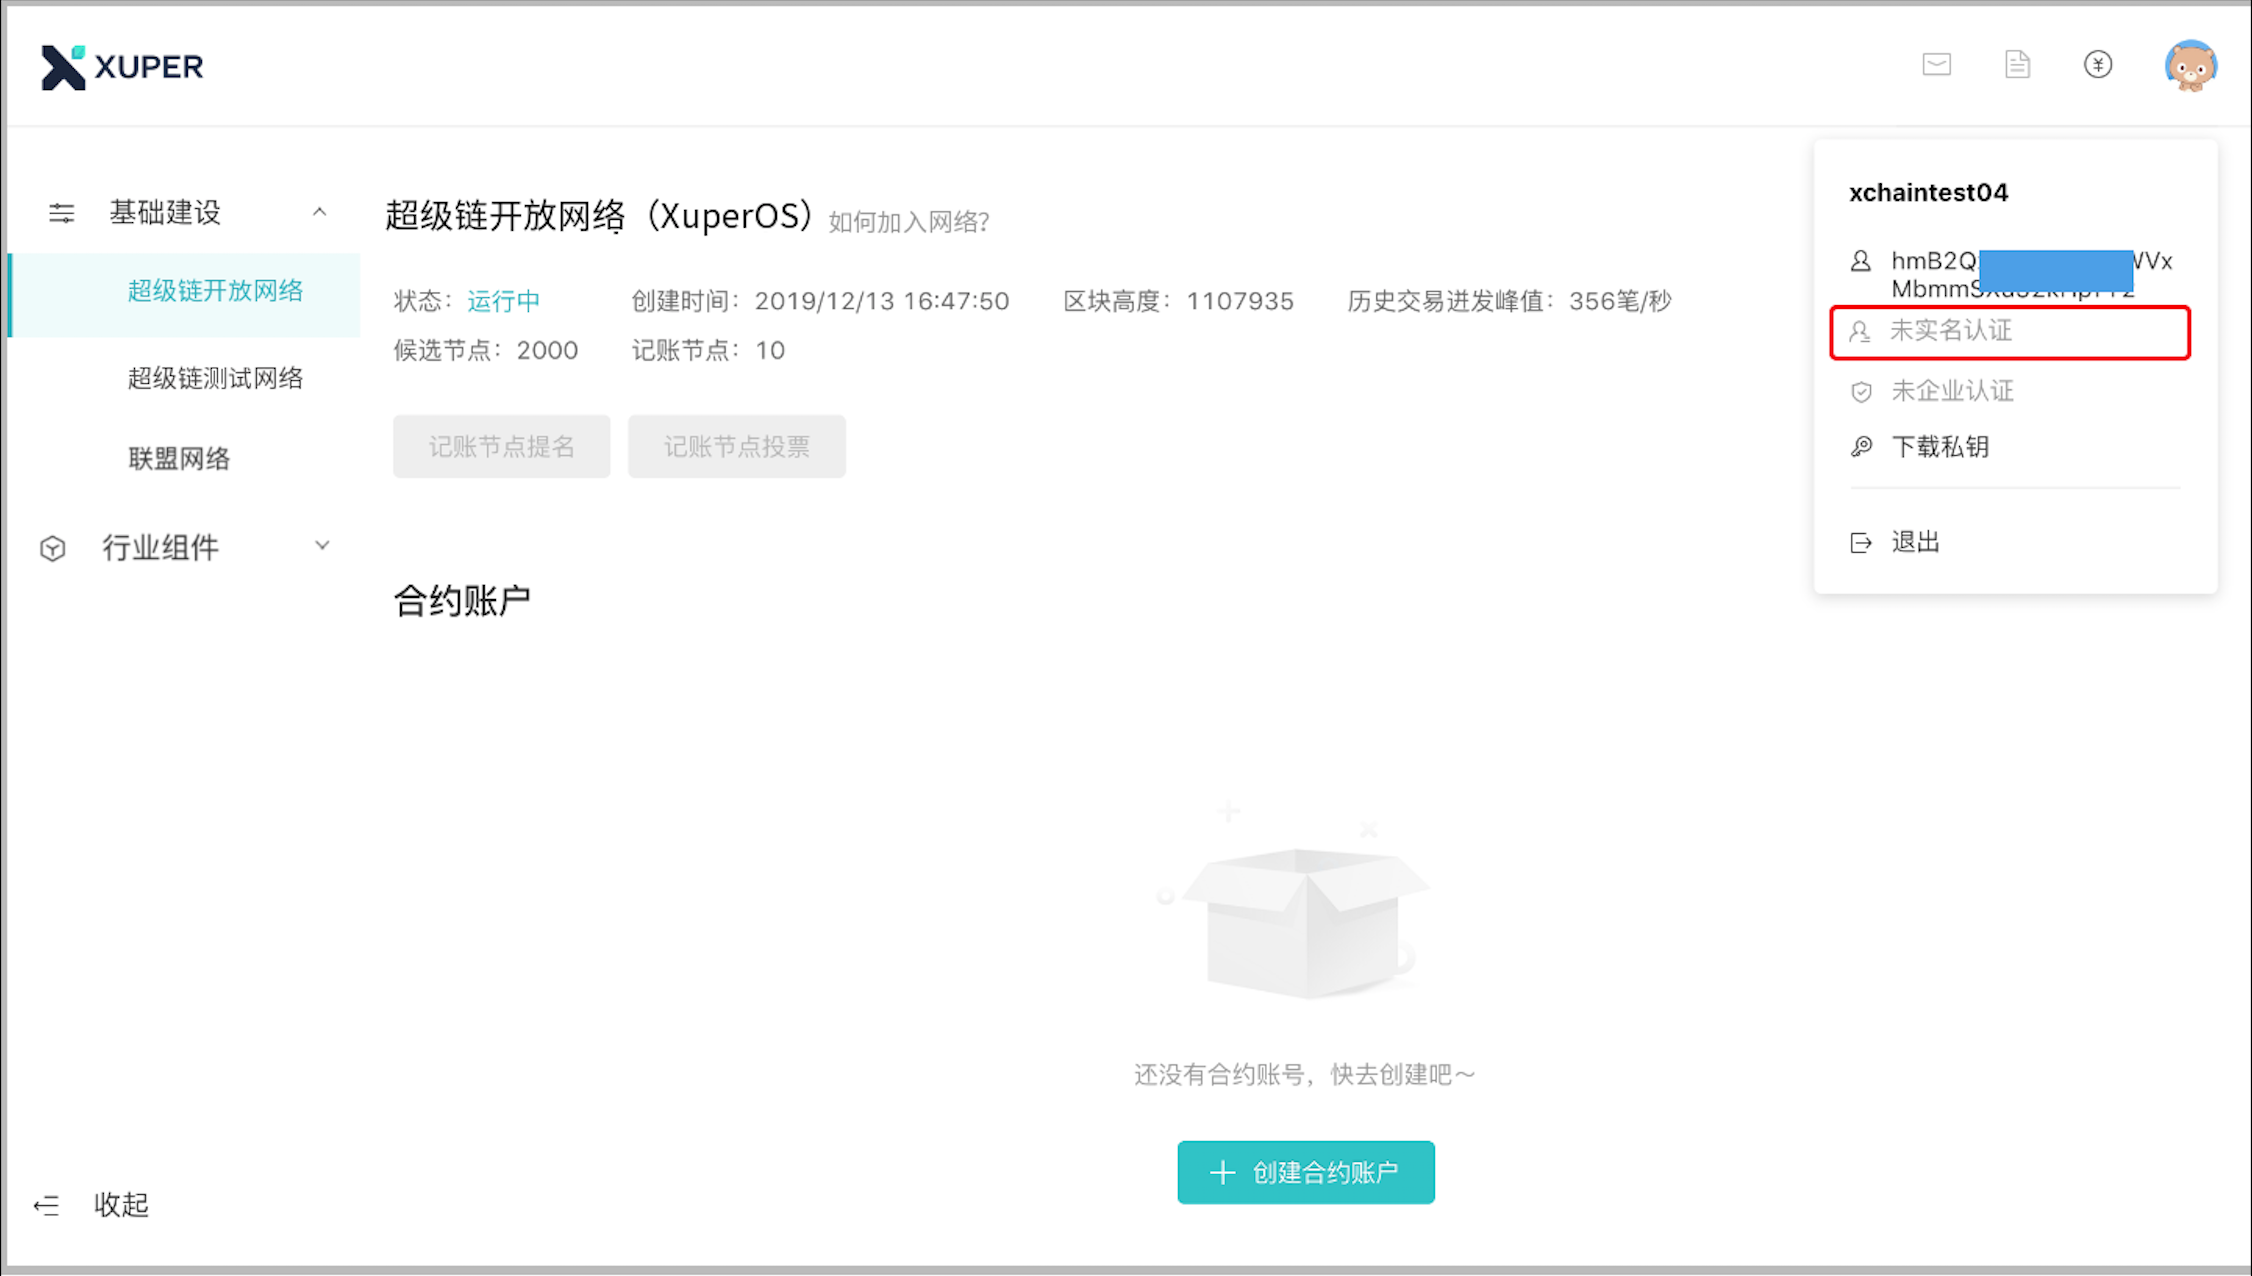 XUPER
xchaintest04
基础建设
超级链开放网络（XuperOS） 如何加入网络？
hmB2Q WVx
超级链开放网络
状态：运行中 创建时间：2019/12/13 16:47:50 区块高度：1107935 历史交易迸发峰值：356笔/秒
未实名认证
候选节点：2000 记账节点：10
超级链测试网络
未企业认证
记账节点提名 记账节点投票
下载私钥
联盟网络
退出
行业组件
合约账户
还没有合约账号，快去创建吧～
创建合约账户
收起